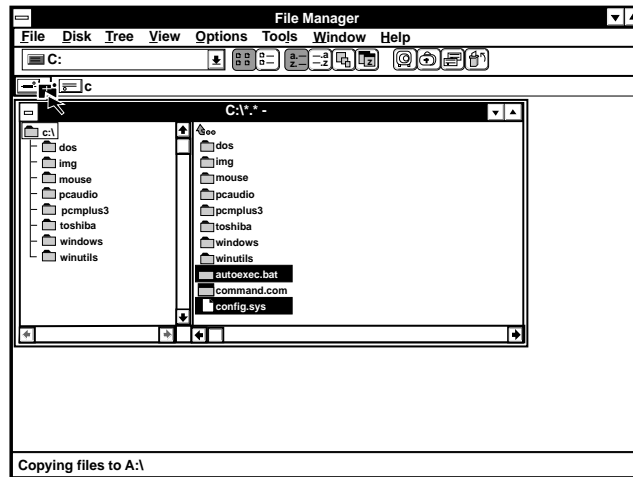 File Manager
File Disk Tree View Options Tools Window Help
C:
c
C:\*.* -
c:\
dos
img
mouse
pcaudio
pcmplus3
toshiba
windows
winutils
dos
img
mouse
pcaudio
pcmplus3
toshiba
windows
winutils
autoexec.bat
command.com
config.sys
Copying files to A:\